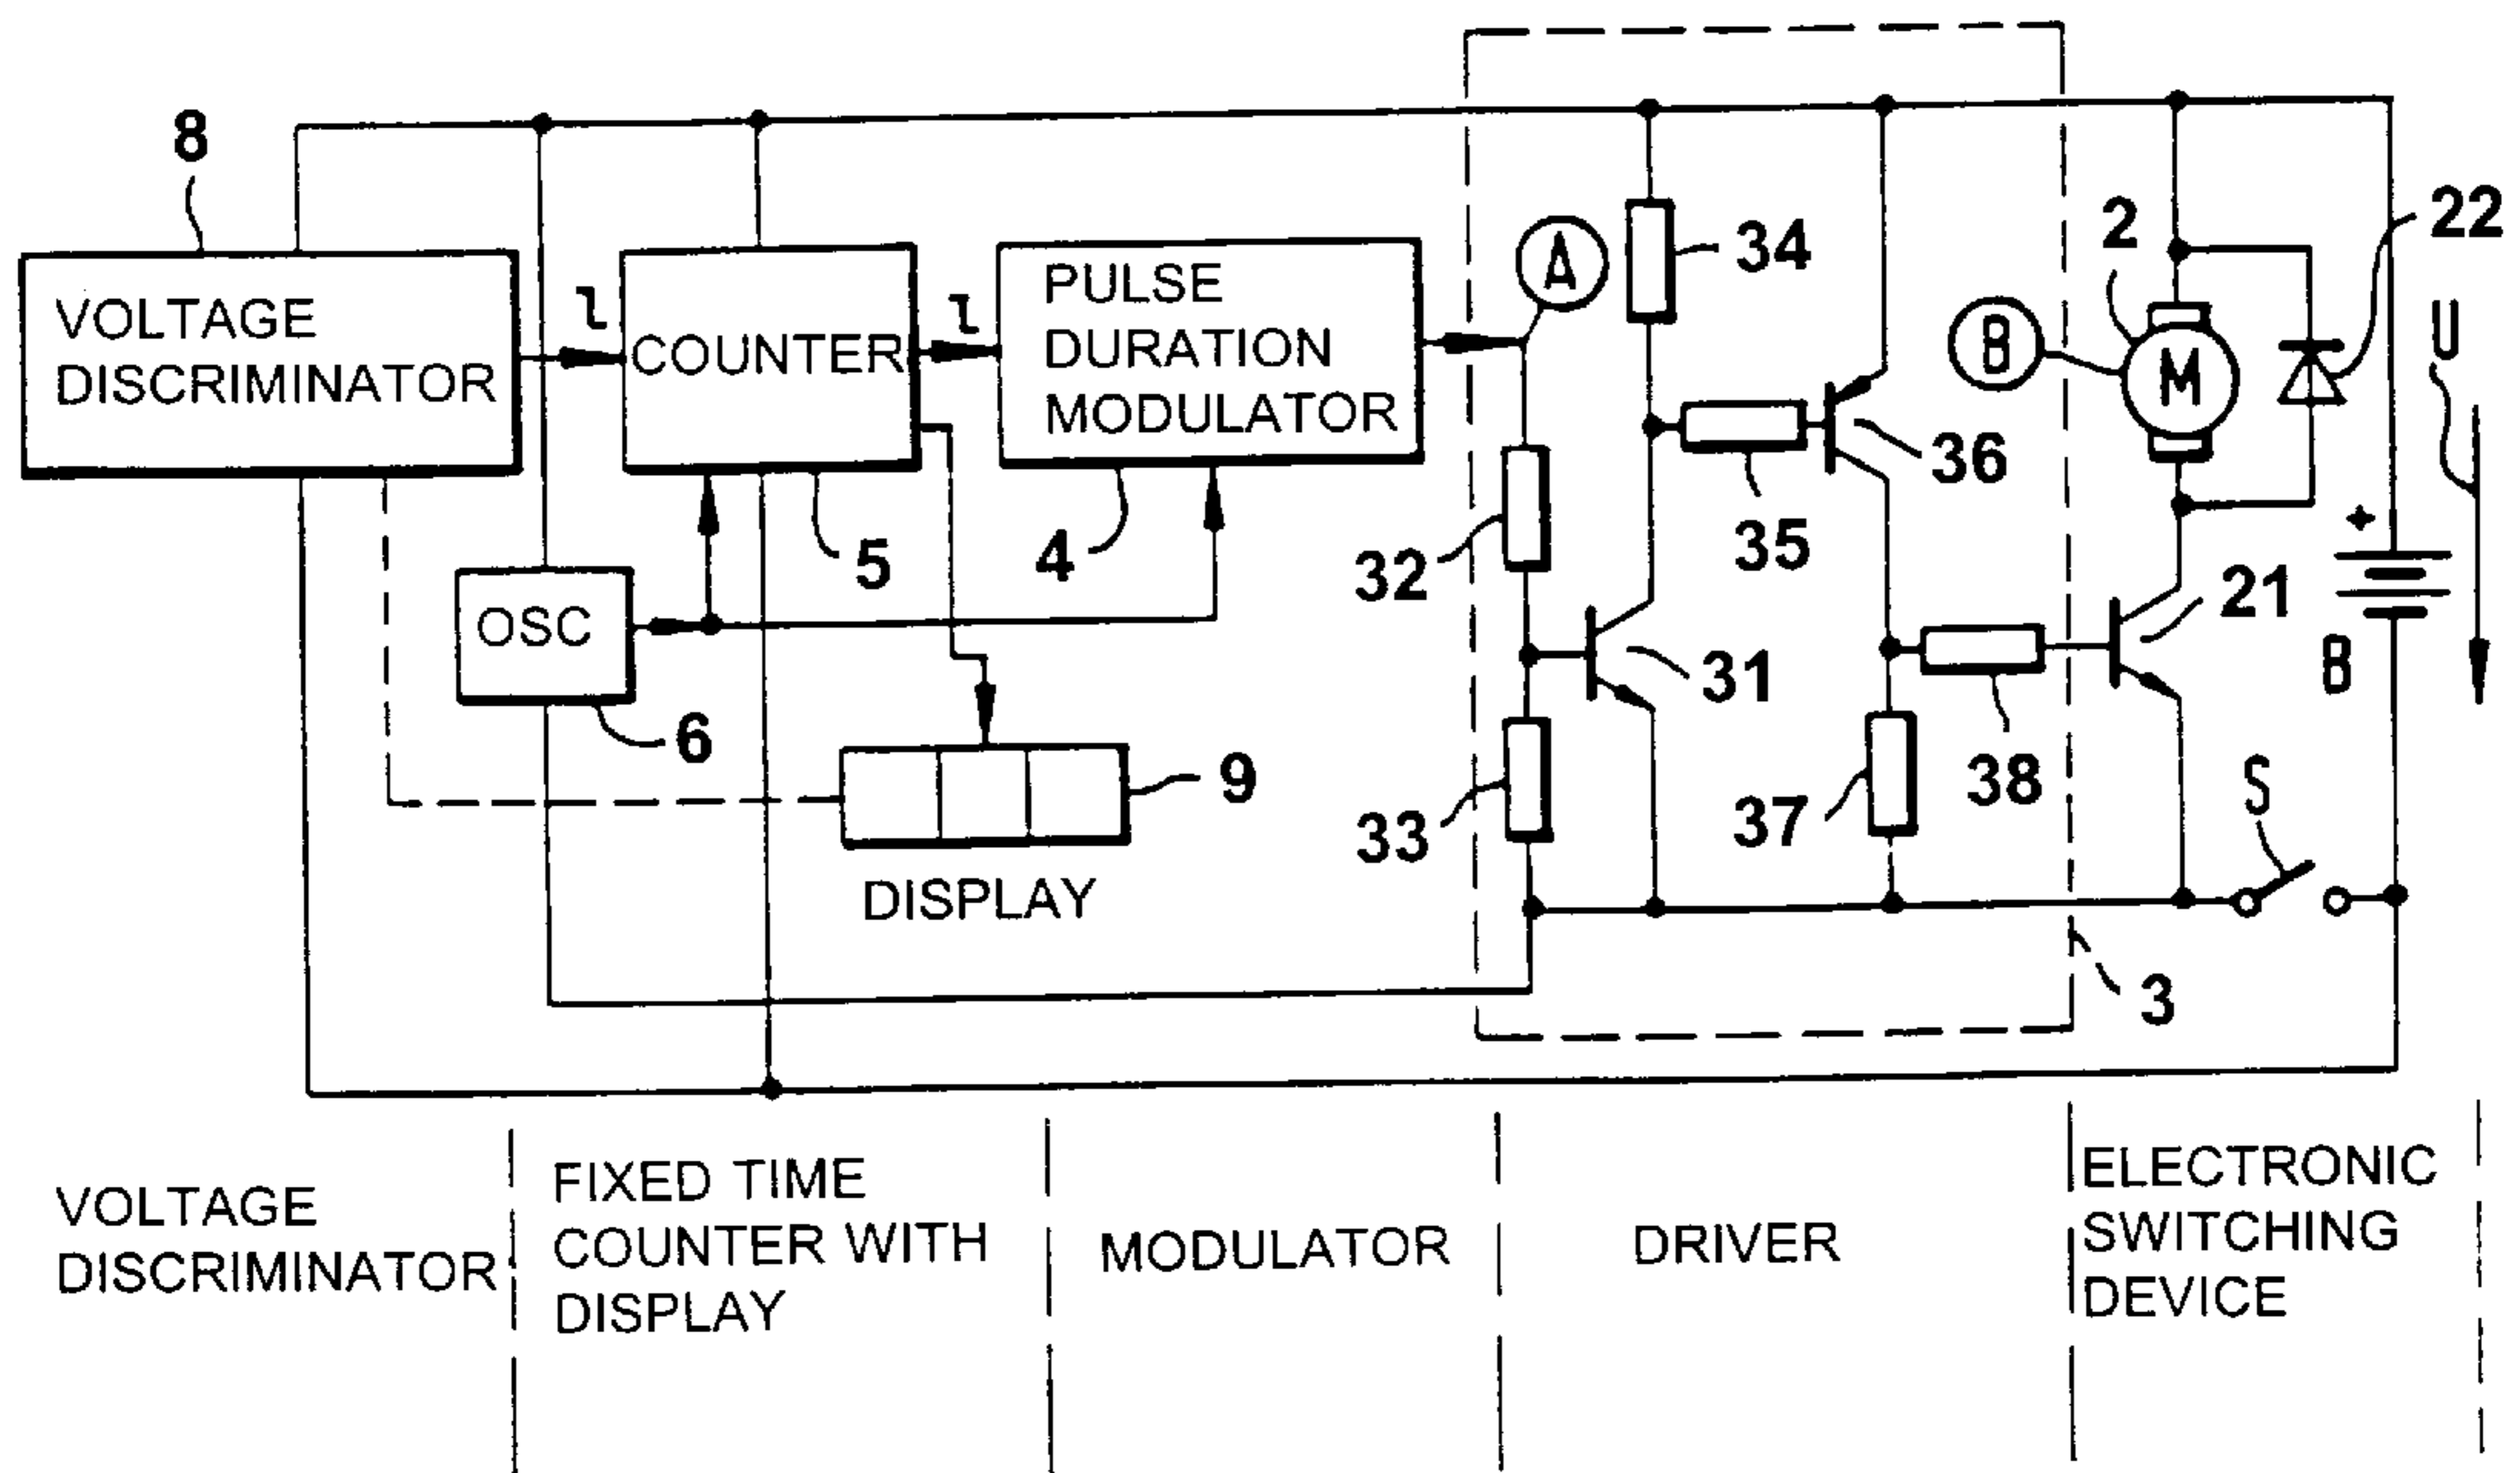 8
VOLTAGE
DISCRIMINATOR
COUNTER
PULSE
DURATION
MODULATOR
A
34
2
22
U
B
M
36
35
32
5
4
OSC
6
31
21
B
+
9
DISPLAY
33
37
38
S
3
VOLTAGE
DISCRIMINATOR
FIXED TIME
COUNTER WITH
DISPLAY
MODULATOR
DRIVER
ELECTRONIC
SWITCHING
DEVICE